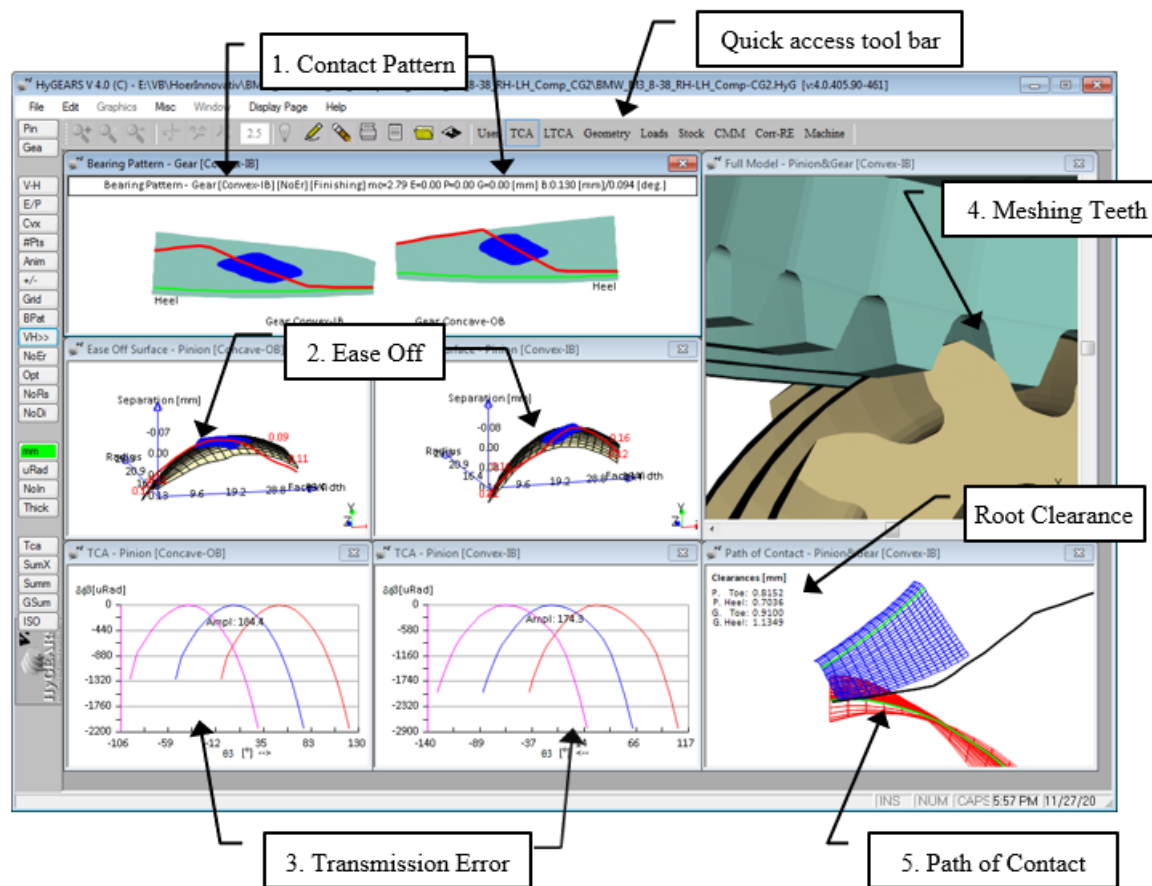 Quick access tool bar
1. Contact Pattern
HyGEARS V 4.0 (C) - E:\VB\HoerInnovativ\BM
3_8-38_RH-LH_Comp_CG2\BMW_M3_8-38_RH-LH_Comp-CG2.HyG [v:4.0.405.90-461]
File Edit Graphics Misc Window Display Page Help
Pin
Gea
V-H
E/P
Cvx
#Pts
Anim
+/-
Grid
BPat
VH>>
NoEr
Opt
NoRs
NoDi
mm
uRad
NoIn
Thick
Tca
SumX
Summ
GSum
ISO
HyGEARS
2.5 User TCA LTCA Geometry Loads Stock CMM Corr-RE Machine
Bearing Pattern - Gear [Convex-IB]
Bearing Pattern - Gear [Convex-IB] [NoEr] [Finishing] mo=2.79 E=0.00 P=0.00 G=0.00 [mm] B:0.130 [mm]/0.094 [deg.]
Heel
Heel
Gear Convex-IB
Gear Concave-OB
Full Model - Pinion&Gear [Convex-IB]
4. Meshing Teeth
2. Ease Off
Ease Off Surface - Pinion [Concave-OB]
Surface - Pinion [Convex-IB]
Separation [mm]
-0.07
0.00
Radius
20.9
9.6
19.2
28.8
0.09
0.11
Separation [mm]
-0.08
0.00
Radius
20.9
16.4
9.6
19.2
28.8
0.16
0.12
Y
Z
Root Clearance
TCA - Pinion [Concave-OB]
δφ3[uRad]
Ampl: 184.4
0
-440
-880
-1320
-1760
-2200
-106 -59 -12 35 83 130
θ3 [°] -->
TCA - Pinion [Convex-IB]
δφ3[uRad]
Ampl: 174.3
0
-580
-1160
-1740
-2320
-2900
-140 -89 -37 14 66 117
θ3 [°] <--
Path of Contact - Pinion&Gear [Convex-IB]
Clearances [mm]
P. Toe: 0.8152
P. Heel: 0.7036
G. Toe: 0.9100
G. Heel: 1.1349
INS NUM CAPS 5:57 PM 11/27/20
3. Transmission Error
5. Path of Contact